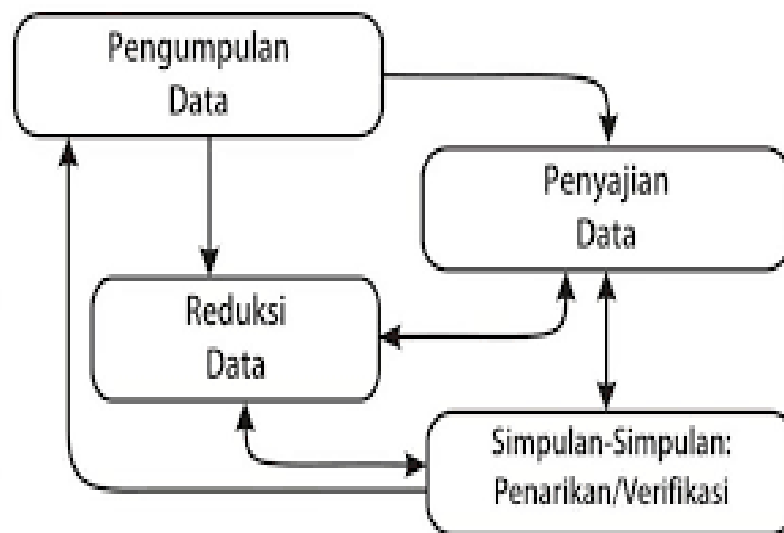 Pengumpulan
Data
Penyajian
Data
Reduksi
Data
Simpulan-Simpulan:
Penarikan/Verifikasi